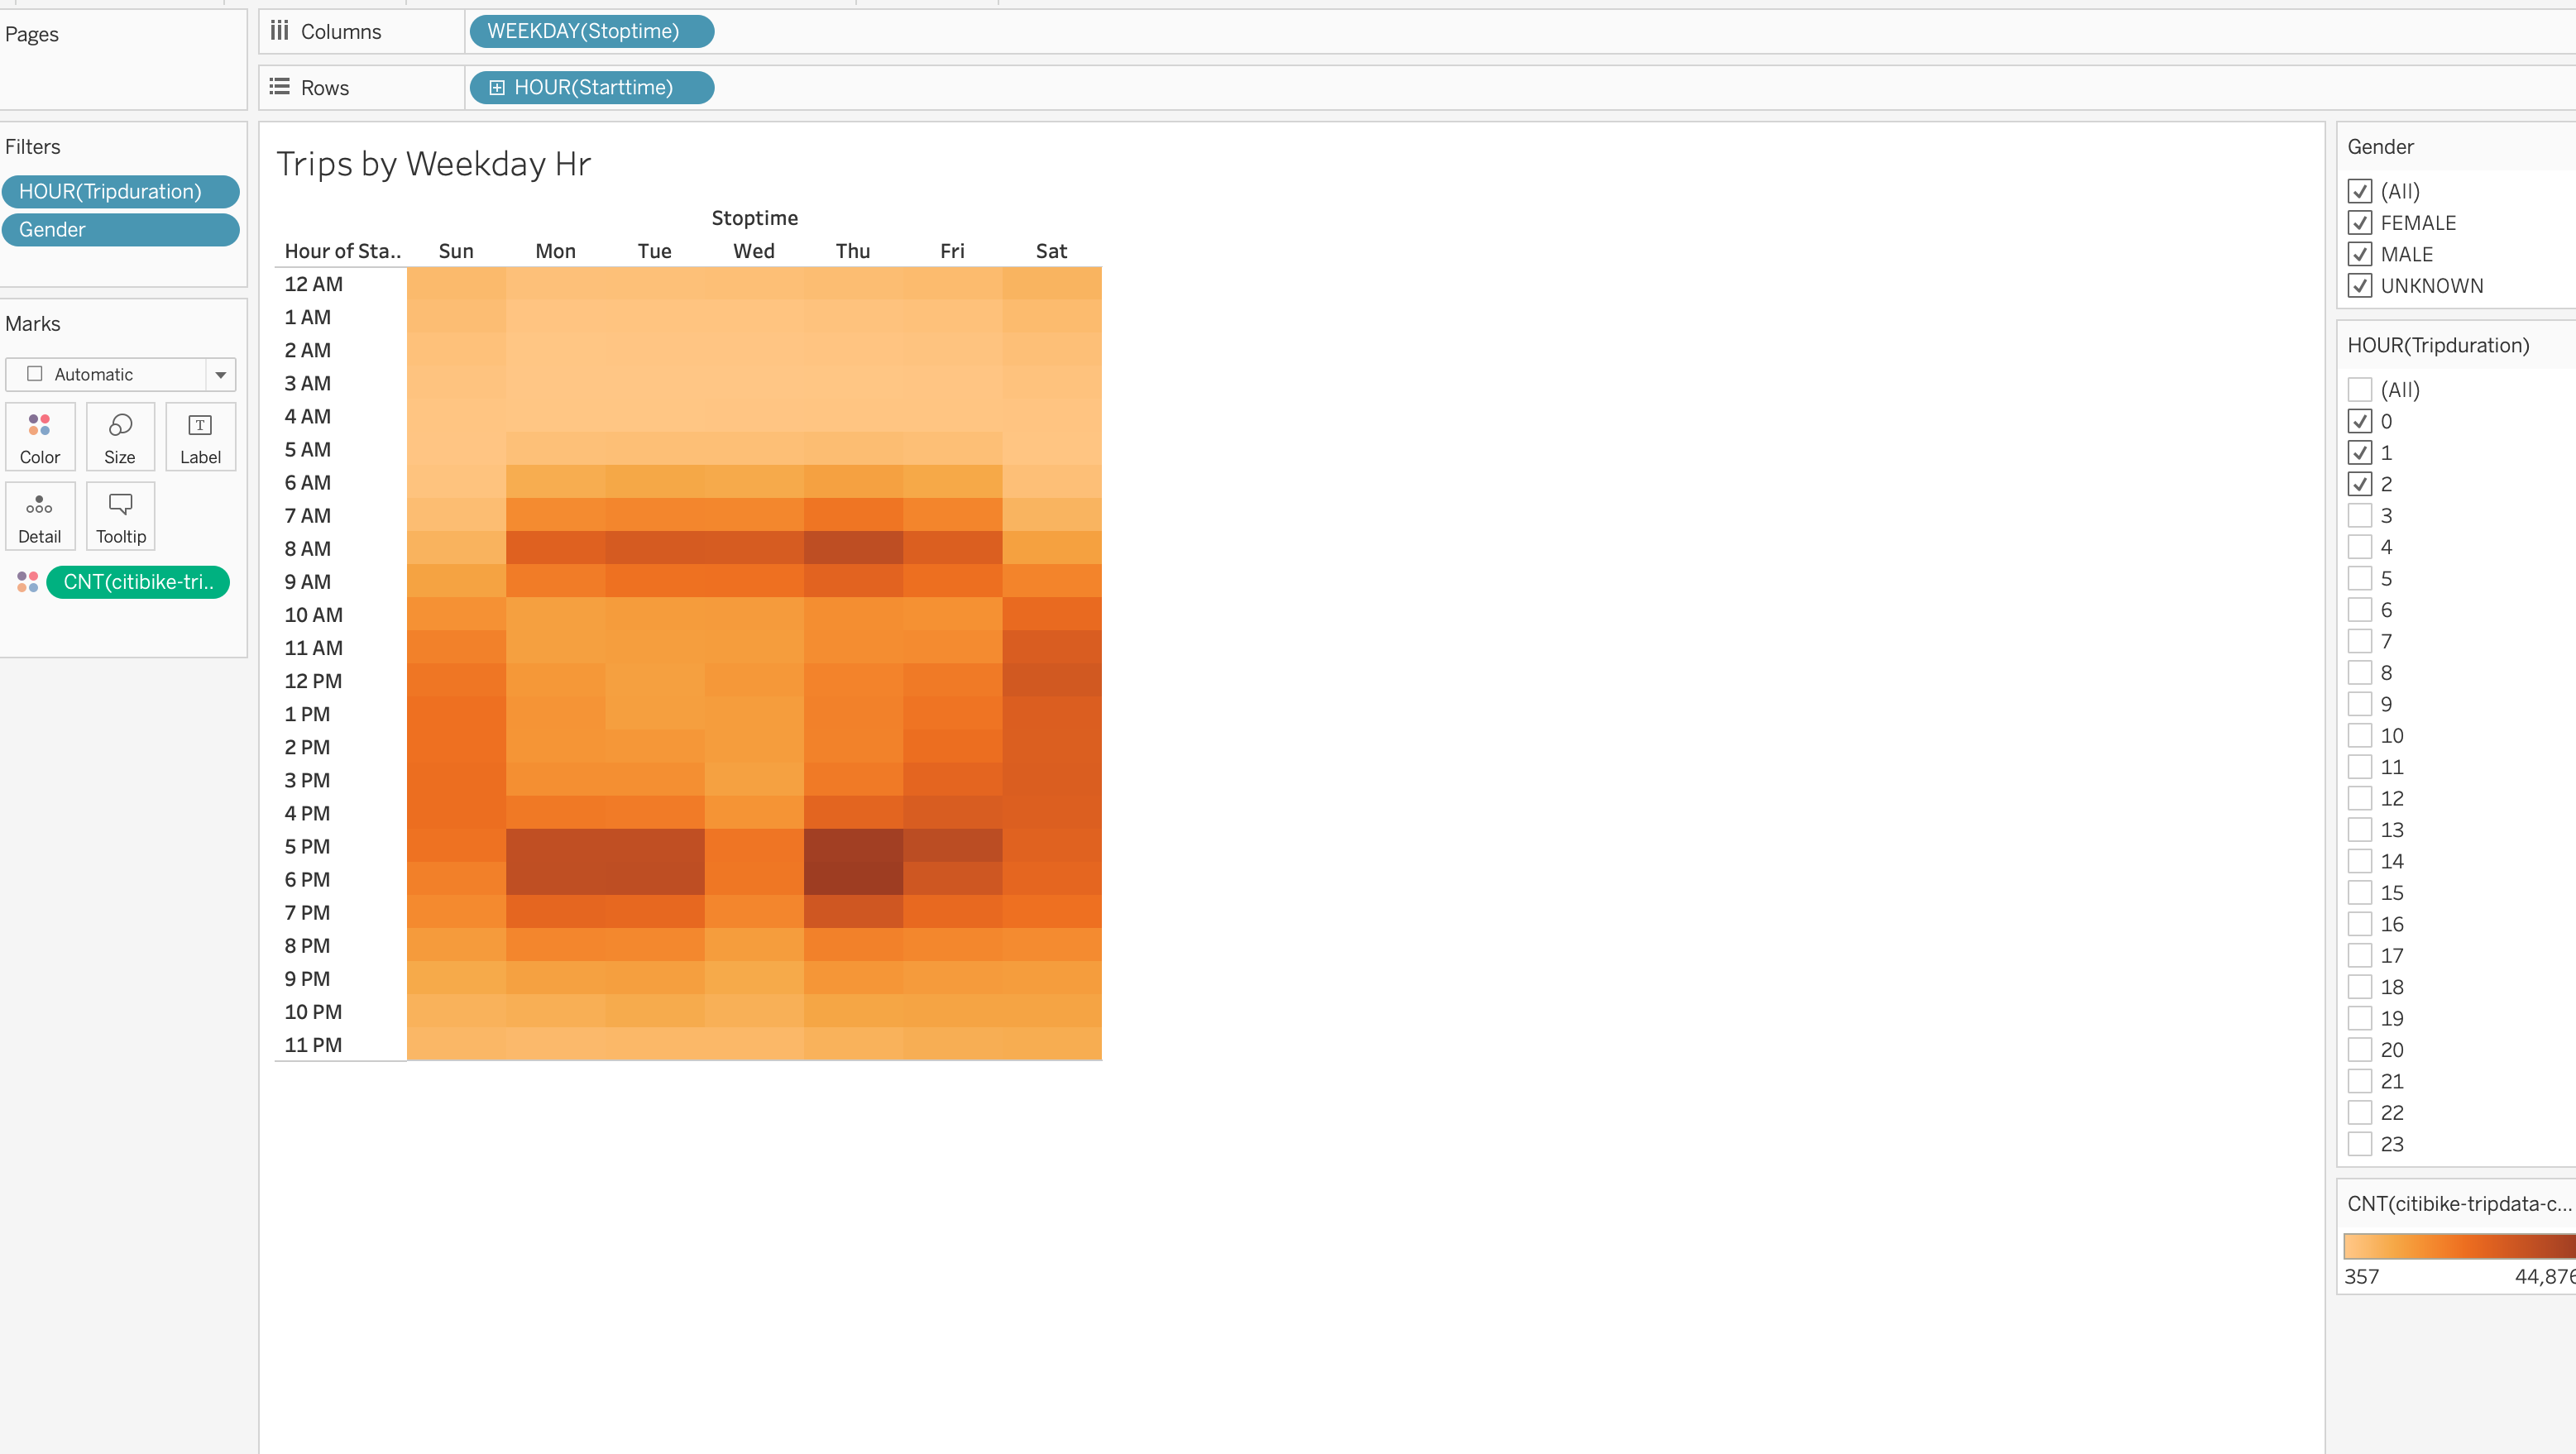 Pages
Columns
WEEKDAY(Stoptime)
Rows
HOUR(Starttime)
Filters
HOUR(Tripduration)
Gender
Marks
Automatic
Color Size Label
Detail Tooltip
CNT(citibike-tri..
Trips by Weekday Hr
Stoptime
Hour of Sta.. Sun Mon Tue Wed Thu Fri Sat
12 AM
1 AM
2 AM
3 AM
4 AM
5 AM
6 AM
7 AM
8 AM
9 AM
10 AM
11 AM
12 PM
1 PM
2 PM
3 PM
4 PM
5 PM
6 PM
7 PM
8 PM
9 PM
10 PM
11 PM
Gender
(All)
FEMALE
MALE
UNKNOWN
HOUR(Tripduration)
(All)
0
1
2
3
4
5
6
7
8
9
10
11
12
13
14
15
16
17
18
19
20
21
22
23
CNT(citibike-tripdata-c...
357 44,876